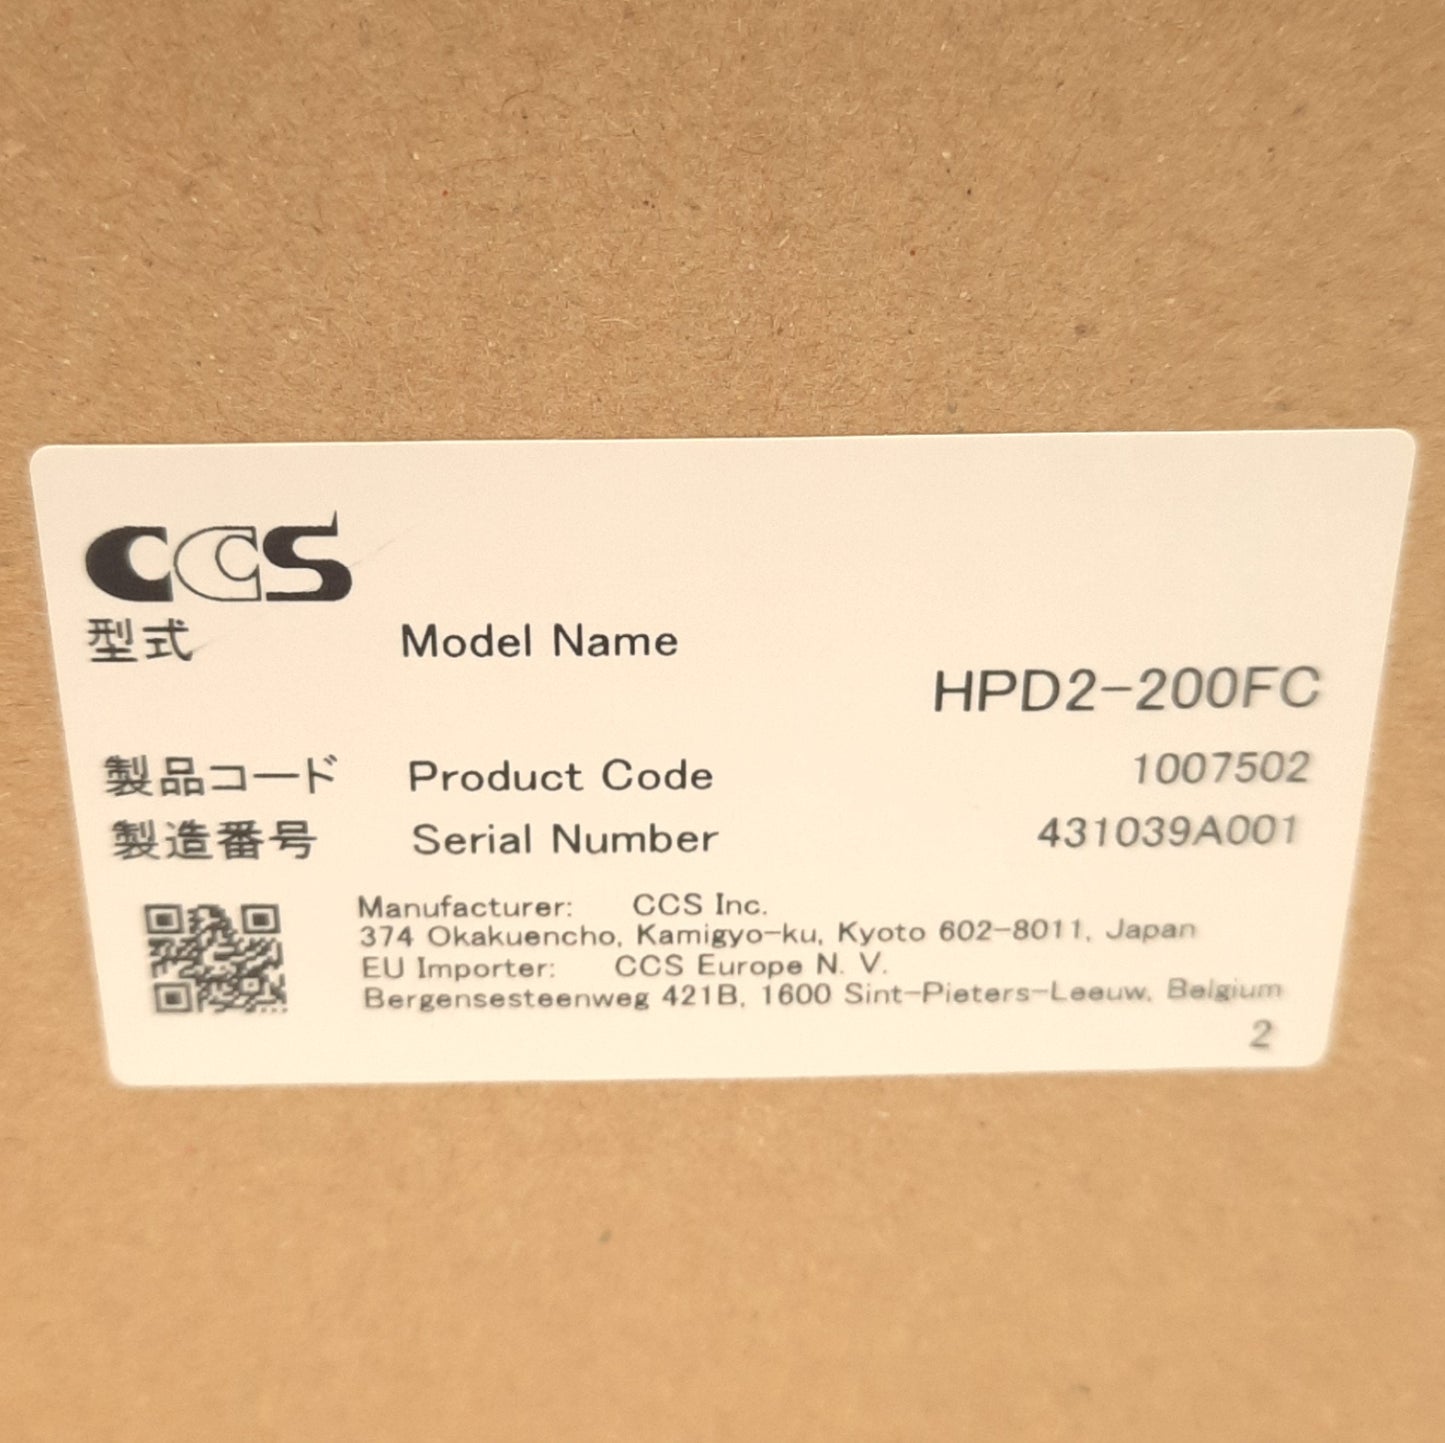 CCS
型式 Model Name
HPD2-200FC
製品コード Product Code 1007502
製造番号 Serial Number 431039A001
Manufacturer: CCS Inc.
374 Okakuencho, Kamigyo-ku, Kyoto 602-8011, Japan
EU Importer: CCS Europe N. V.
Bergensesteenweg 421B, 1600 Sint-Pieters-Leeuw, Belgium
2